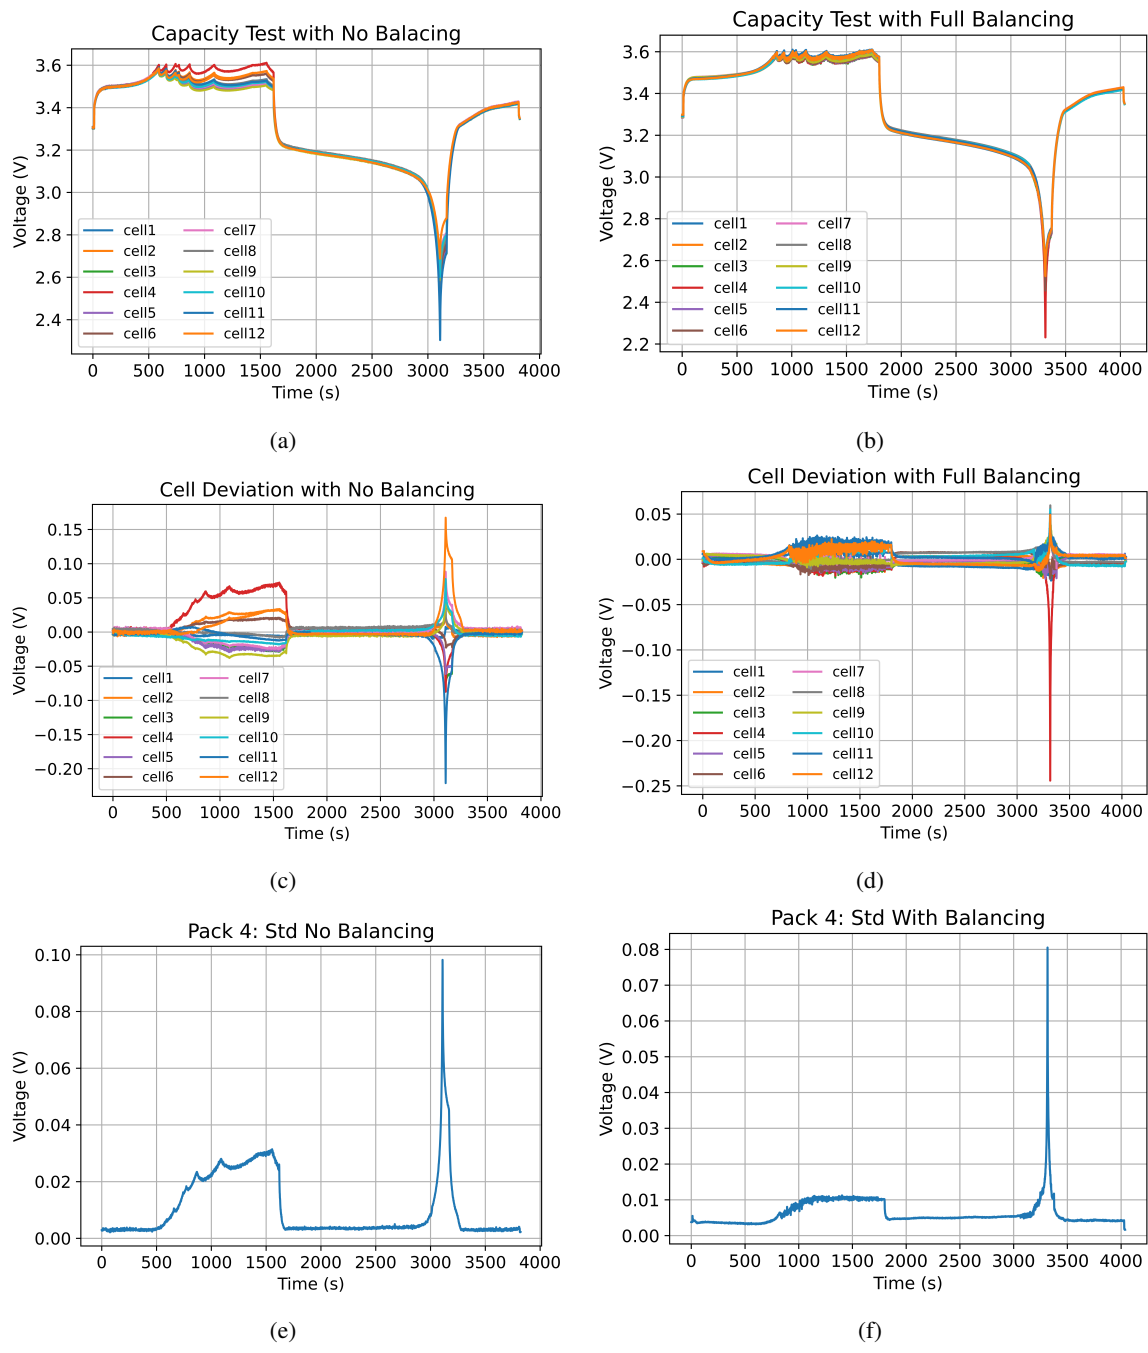 Capacity Test with No Balacing
3.6
3.4
3.2
3.0
2.8
2.6
2.4
Voltage (V)
cell1 cell7
cell2 cell8
cell3 cell9
cell4 cell10
cell5 cell11
cell6 cell12
0 500 1000 1500 2000 2500 3000 3500 4000
Time (s)
(a)
Capacity Test with Full Balancing
3.6
3.4
3.2
3.0
2.8
2.6
2.4
2.2
Voltage (V)
cell1 cell7
cell2 cell8
cell3 cell9
cell4 cell10
cell5 cell11
cell6 cell12
0 500 1000 1500 2000 2500 3000 3500 4000
Time (s)
(b)
Cell Deviation with No Balancing
0.15
0.10
0.05
0.00
−0.05
−0.10
−0.15
−0.20
Voltage (V)
cell1 cell7
cell2 cell8
cell3 cell9
cell4 cell10
cell5 cell11
cell6 cell12
0 500 1000 1500 2000 2500 3000 3500 4000
Time (s)
(c)
Cell Deviation with Full Balancing
0.05
0.00
−0.05
−0.10
−0.15
−0.20
−0.25
Voltage (V)
cell1 cell7
cell2 cell8
cell3 cell9
cell4 cell10
cell5 cell11
cell6 cell12
0 500 1000 1500 2000 2500 3000 3500 4000
Time (s)
(d)
Pack 4: Std No Balancing
0.10
0.08
0.06
0.04
0.02
0.00
Voltage (V)
0 500 1000 1500 2000 2500 3000 3500 4000
Time (s)
(e)
Pack 4: Std With Balancing
0.08
0.07
0.06
0.05
0.04
0.03
0.02
0.01
0.00
Voltage (V)
0 500 1000 1500 2000 2500 3000 3500 4000
Time (s)
(f)